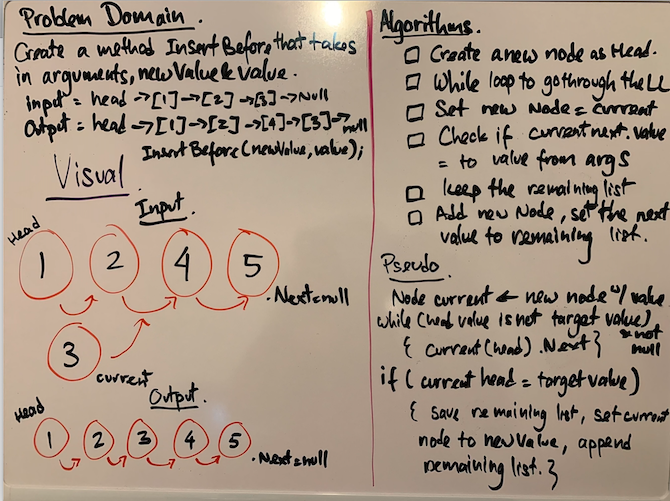 Problem Domain.
Create a method InsertBefore that takes
in arguments, newValue & value.
input = head →[1]→[2]→[3]→Null
Output = head →[1]→[2]→[4]→[3]→null
InsertBefore(newValue, value);
Visual
Input.
Head
1 2 4 5
.Next=null
3
current
Output.
Head
1 2 3 4 5
.Next=null
Algorithms.
Create a new node as Head.
While loop to go through the LL
Set new Node = current
Check if current next.value
= to value from args
keep the remaining list
Add new Node, set the next
value to remaining list.
Pseudo.
Node current ← new node w/ value
while (head value is not target value)
* not
null
{ current(head).Next }
if ( current head = target value)
{ save remaining list, set current
node to newValue, append
remaining list. }